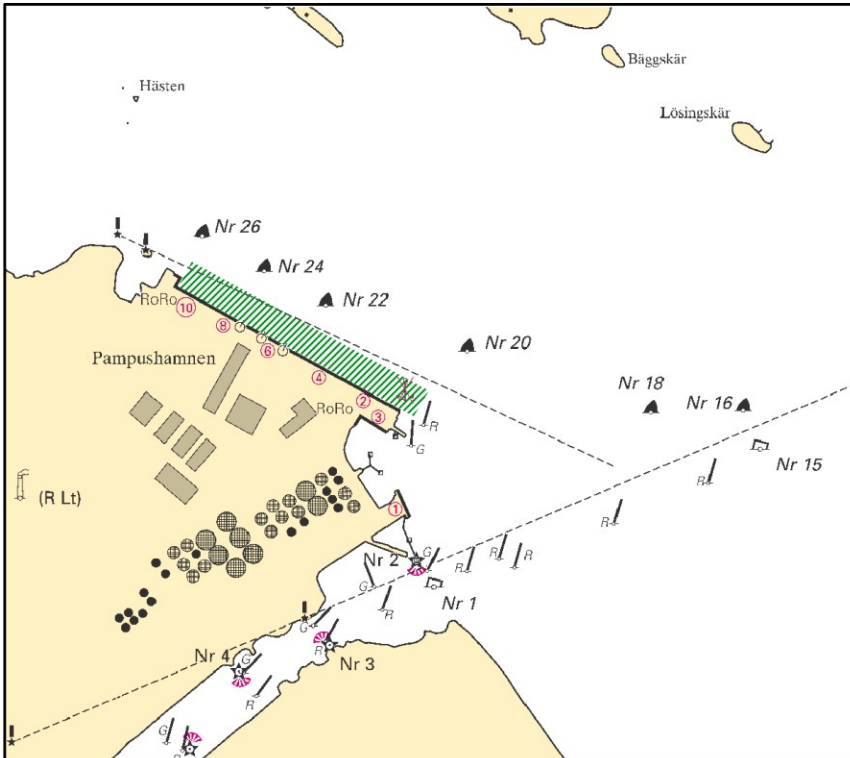 Bäggskär
Hästen
Lösingskär
Nr 26
Nr 24
RoRo
10
Nr 22
8
Nr 20
6
Pampushamnen
4
Nr 18
Nr 16
2
RoRo
3
R
G
Nr 15
R
(R Lt)
1
R
Nr 2
G
R
R
R
G
Nr 1
R
G
Nr 4
G
R
Nr 3
R
G
R